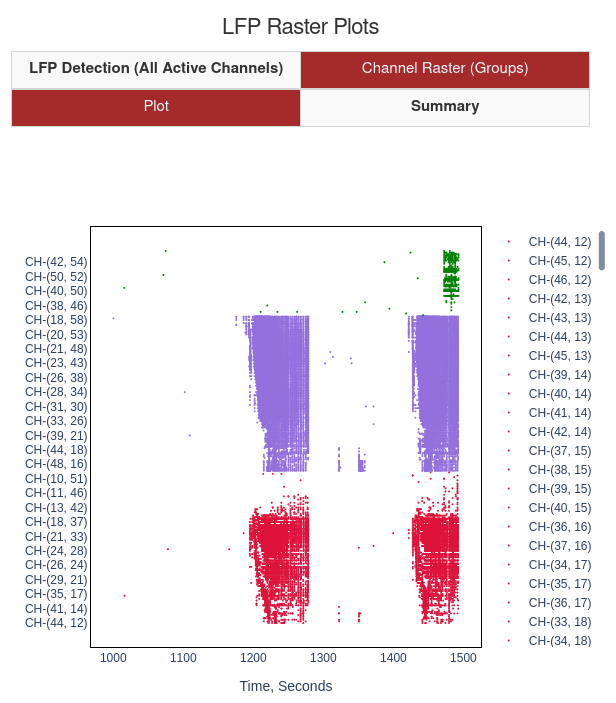 LFP Raster Plots
LFP Detection (All Active Channels)
Channel Raster (Groups)
Plot
Summary
CH-(42, 54)
CH-(50, 52)
CH-(40, 50)
CH-(38, 46)
CH-(18, 58)
CH-(20, 53)
CH-(21, 48)
CH-(23, 43)
CH-(26, 38)
CH-(28, 34)
CH-(31, 30)
CH-(33, 26)
CH-(39, 21)
CH-(44, 18)
CH-(48, 16)
CH-(10, 51)
CH-(11, 46)
CH-(13, 42)
CH-(18, 37)
CH-(21, 33)
CH-(24, 28)
CH-(26, 24)
CH-(29, 21)
CH-(35, 17)
CH-(41, 14)
CH-(44, 12)
1000
1100
1200
1300
1400
1500
Time, Seconds
CH-(44, 12)
CH-(45, 12)
CH-(46, 12)
CH-(42, 13)
CH-(43, 13)
CH-(44, 13)
CH-(45, 13)
CH-(39, 14)
CH-(40, 14)
CH-(41, 14)
CH-(42, 14)
CH-(37, 15)
CH-(38, 15)
CH-(39, 15)
CH-(40, 15)
CH-(36, 16)
CH-(37, 16)
CH-(34, 17)
CH-(35, 17)
CH-(36, 17)
CH-(33, 18)
CH-(34, 18)